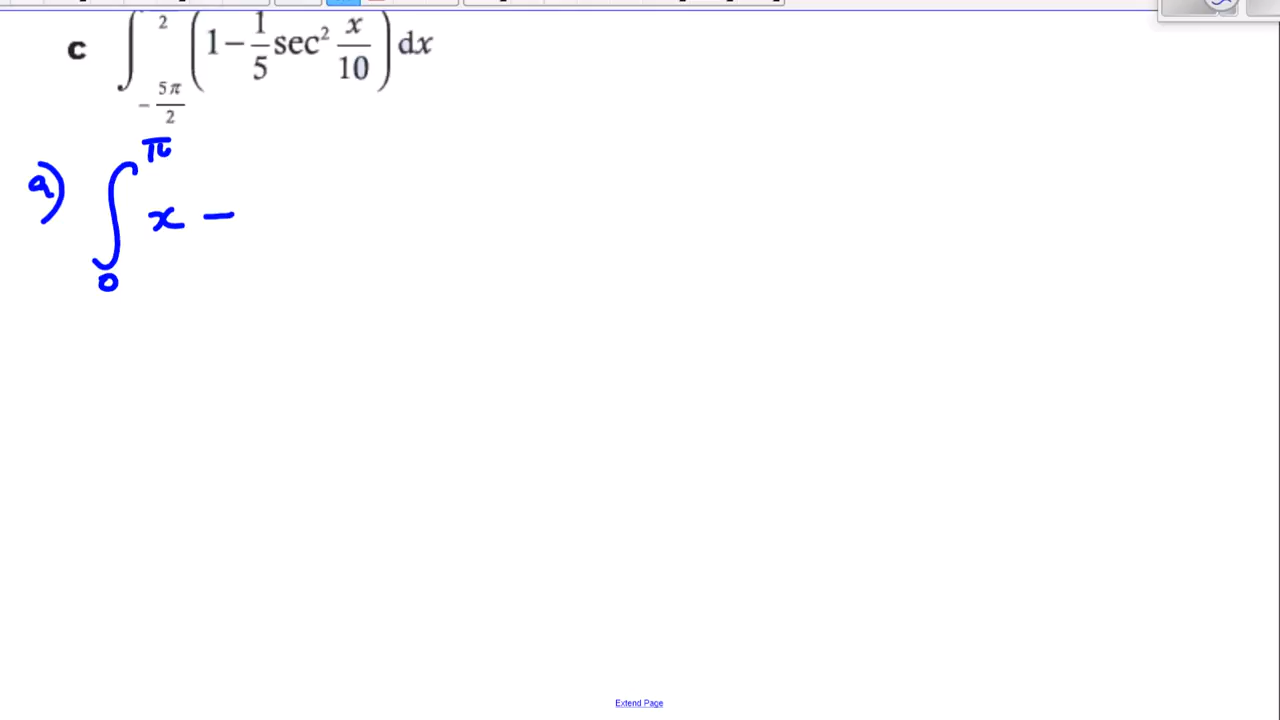 c ∫_{-5π/2}^{2} (1 − 1/5 sec² x/10) dx
a) ∫_0^π x −
Extend Page